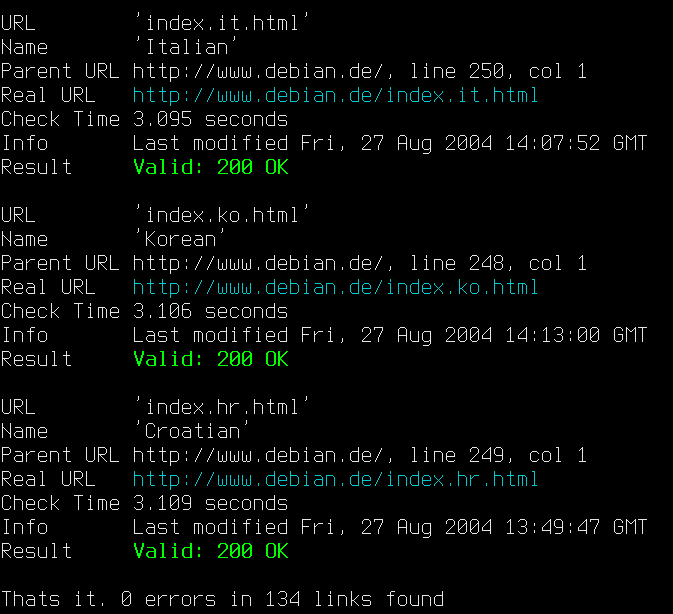 URL        'index.it.html'
Name       'Italian'
Parent URL http://www.debian.de/, line 250, col 1
Real URL   http://www.debian.de/index.it.html
Check Time 3.095 seconds
Info       Last modified Fri, 27 Aug 2004 14:07:52 GMT
Result     Valid: 200 OK

URL        'index.ko.html'
Name       'Korean'
Parent URL http://www.debian.de/, line 248, col 1
Real URL   http://www.debian.de/index.ko.html
Check Time 3.106 seconds
Info       Last modified Fri, 27 Aug 2004 14:13:00 GMT
Result     Valid: 200 OK

URL        'index.hr.html'
Name       'Croatian'
Parent URL http://www.debian.de/, line 249, col 1
Real URL   http://www.debian.de/index.hr.html
Check Time 3.109 seconds
Info       Last modified Fri, 27 Aug 2004 13:49:47 GMT
Result     Valid: 200 OK

Thats it. 0 errors in 134 links found